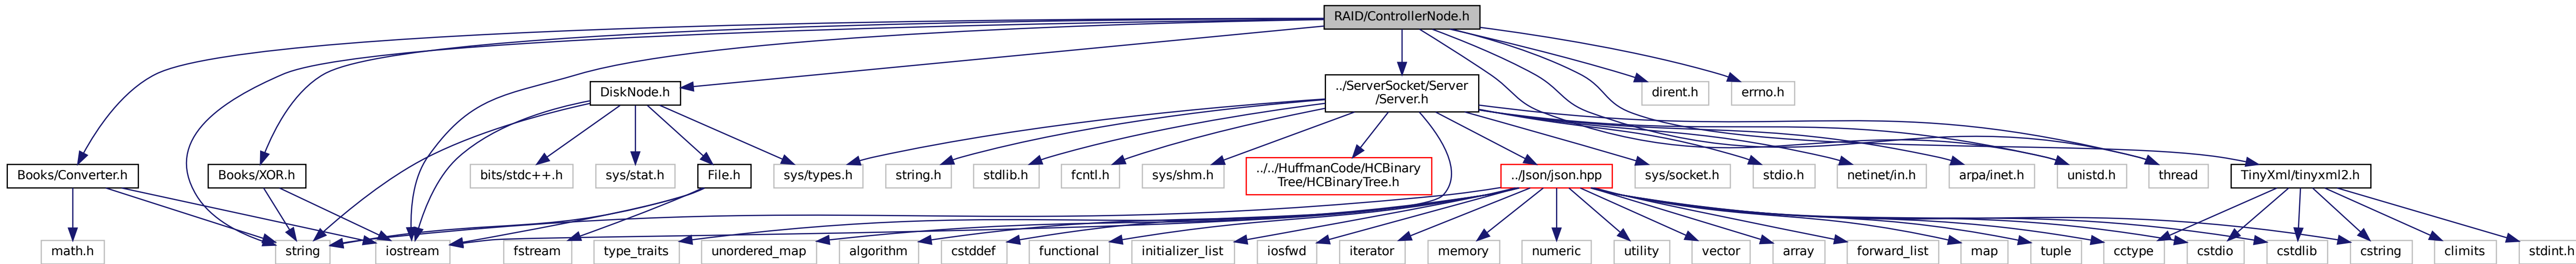 RAID/ControllerNode.h
DiskNode.h
../ServerSocket/Server
/Server.h
dirent.h
errno.h
Books/Converter.h
Books/XOR.h
bits/stdc++.h
sys/stat.h
File.h
sys/types.h
string.h
stdlib.h
fcntl.h
sys/shm.h
../../HuffmanCode/HCBinary
Tree/HCBinaryTree.h
../Json/json.hpp
sys/socket.h
stdio.h
netinet/in.h
arpa/inet.h
unistd.h
thread
TinyXml/tinyxml2.h
math.h
string
iostream
fstream
type_traits
unordered_map
algorithm
cstddef
functional
initializer_list
iosfwd
iterator
memory
numeric
utility
vector
array
forward_list
map
tuple
cctype
cstdio
cstdlib
cstring
climits
stdint.h